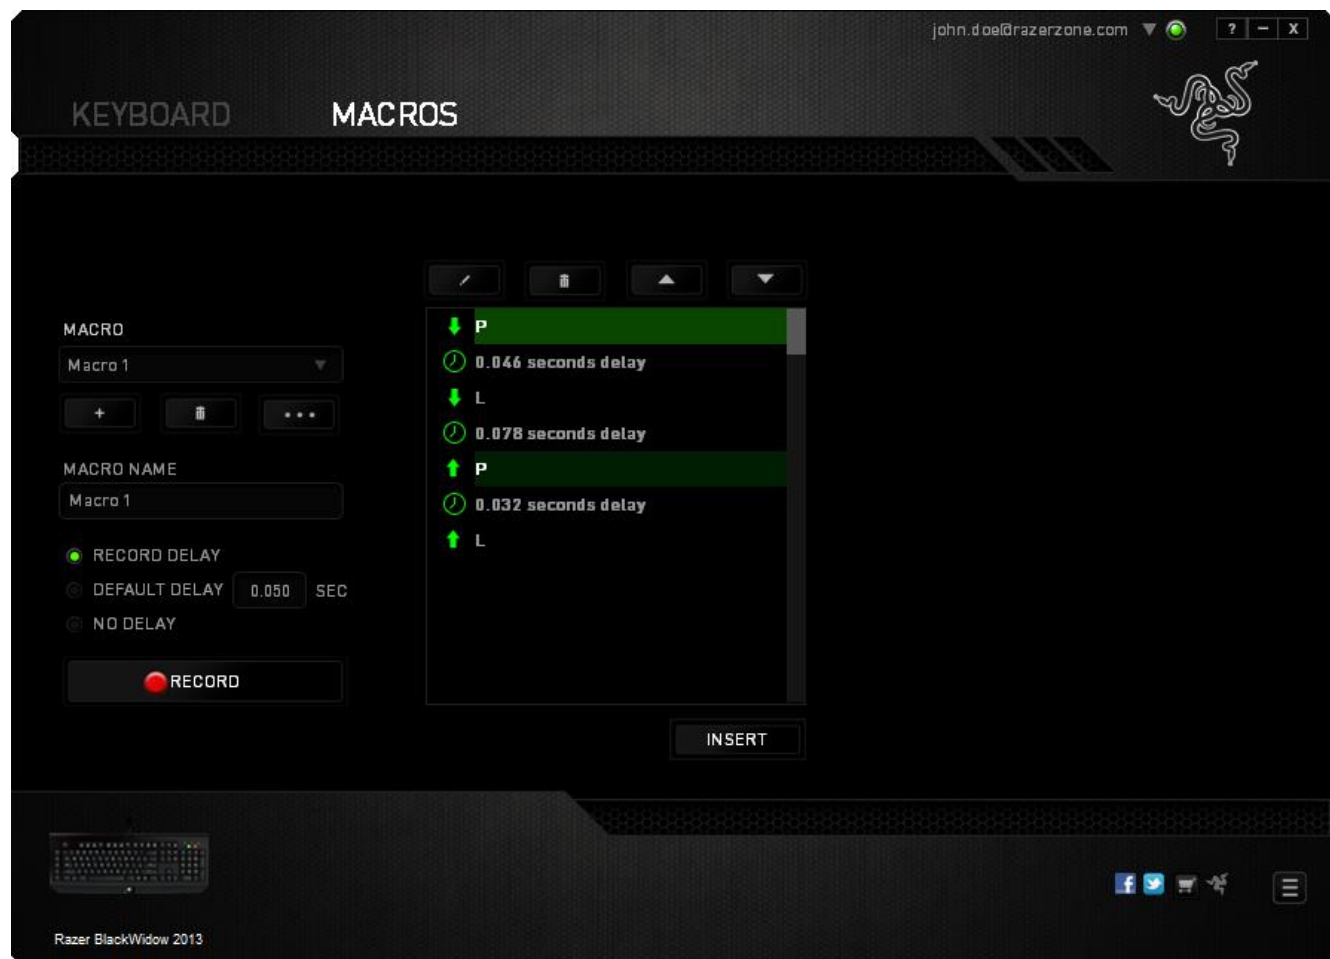 john.doe@razerzone.com
? – X
KEYBOARD MACROS
MACRO
Macro 1
+
MACRO NAME
Macro 1
RECORD DELAY
DEFAULT DELAY 0.050 SEC
NO DELAY
RECORD
P
0.046 seconds delay
L
0.078 seconds delay
P
0.032 seconds delay
L
INSERT
Razer BlackWidow 2013
f